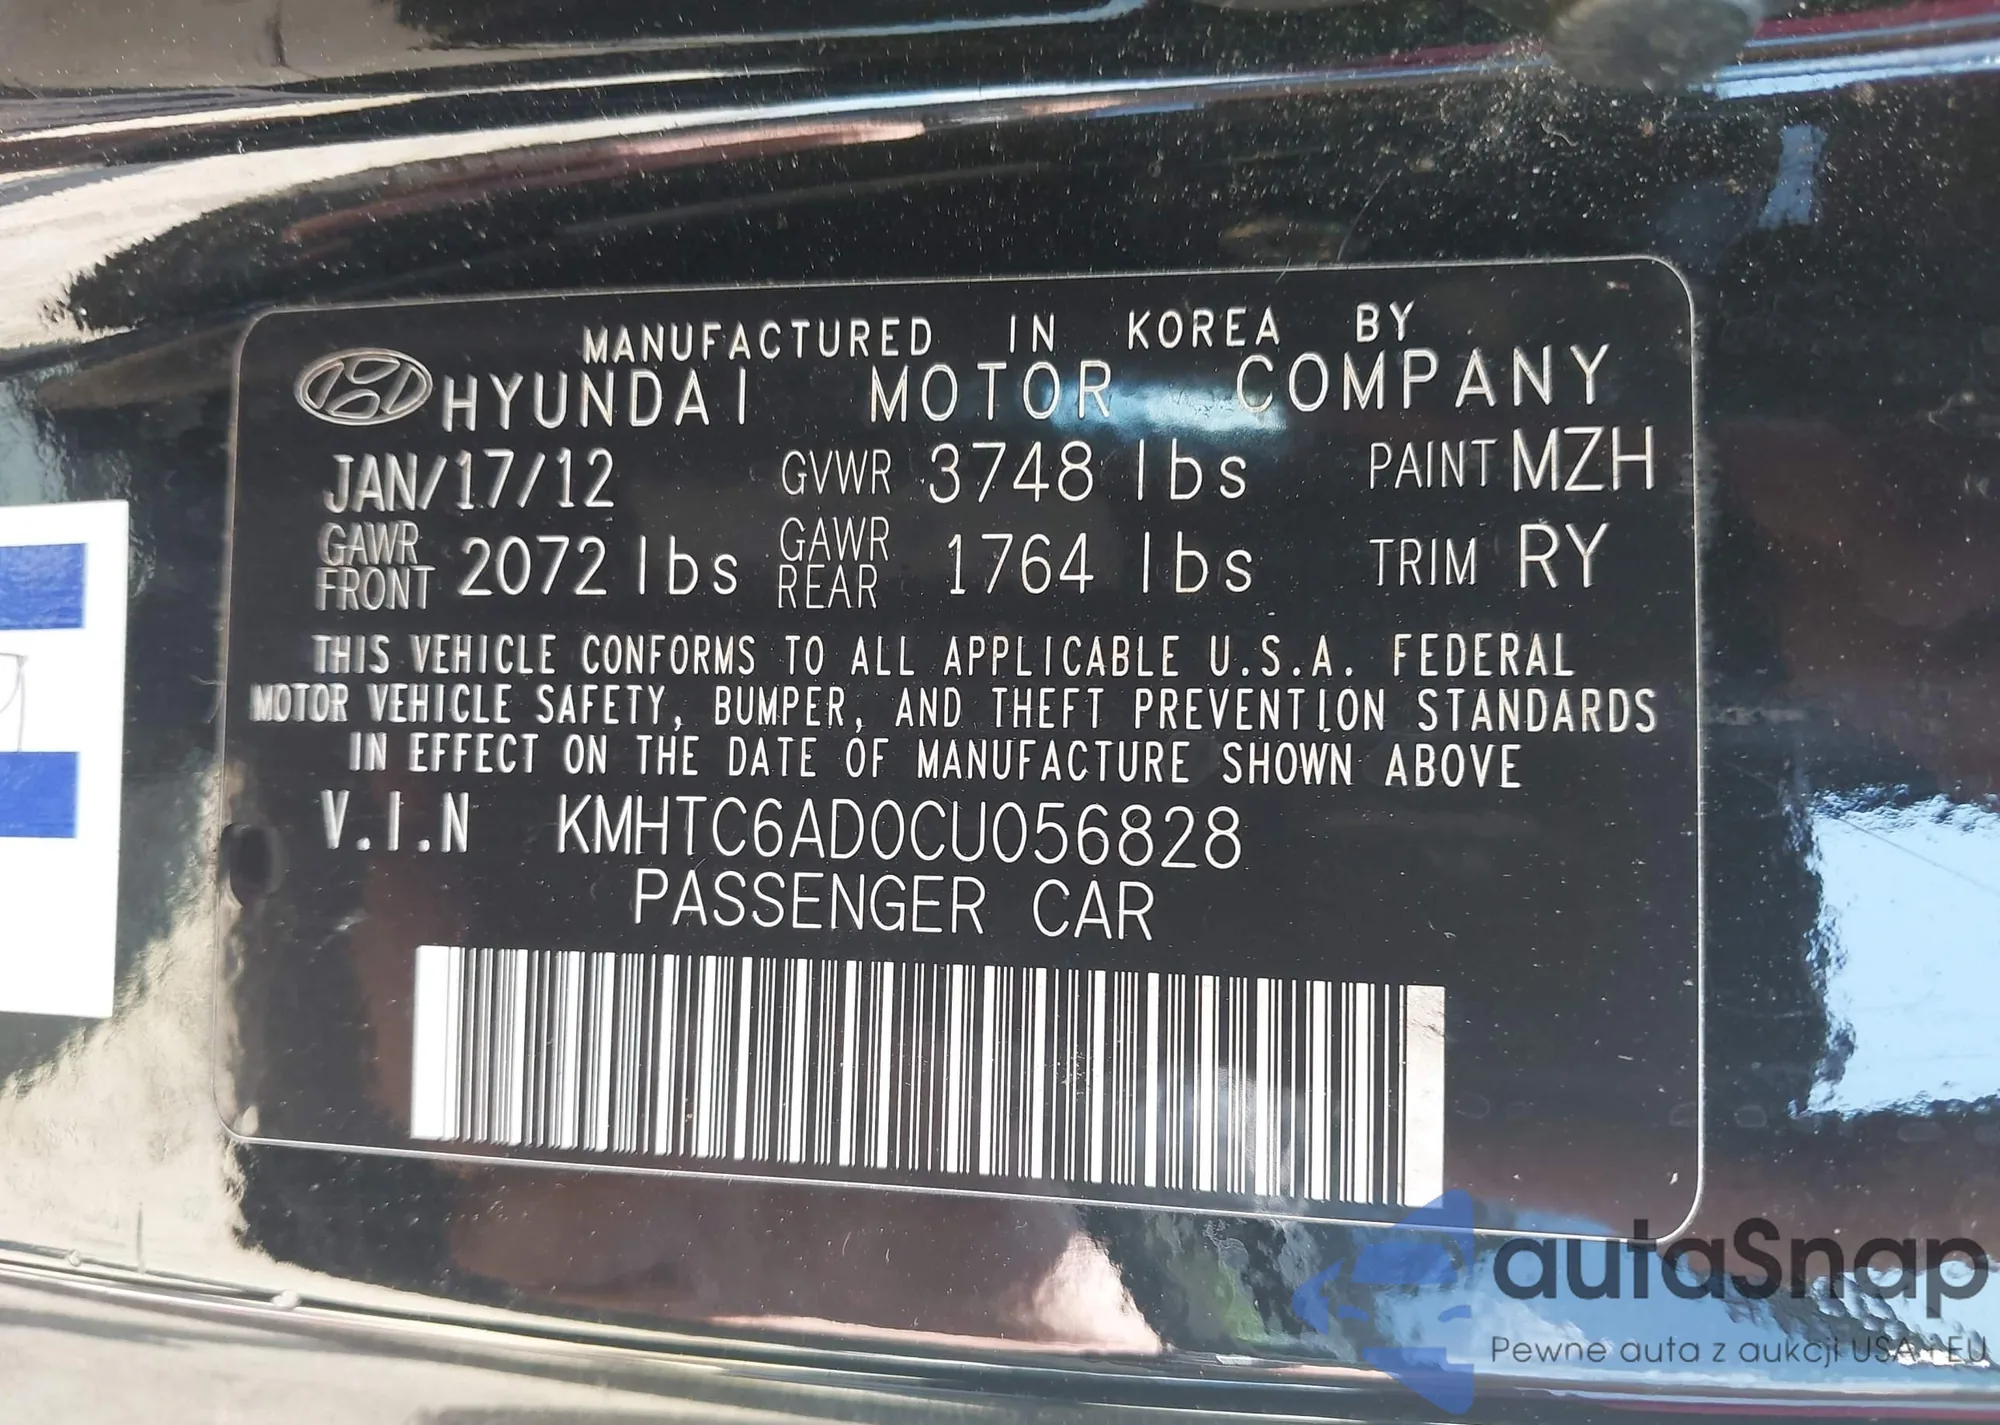 MANUFACTURED IN KOREA BY
HYUNDAI MOTOR COMPANY
JAN/17/12 GVWR 3748 lbs PAINT MZH
GAWR FRONT 2072 lbs GAWR REAR 1764 lbs TRIM RY
THIS VEHICLE CONFORMS TO ALL APPLICABLE U.S.A. FEDERAL
MOTOR VEHICLE SAFETY, BUMPER, AND THEFT PREVENTION STANDARDS
IN EFFECT ON THE DATE OF MANUFACTURE SHOWN ABOVE
V.I.N KMHTC6AD0CU056828
PASSENGER CAR
autaSnap
Pewne auta z aukcji USA i EU